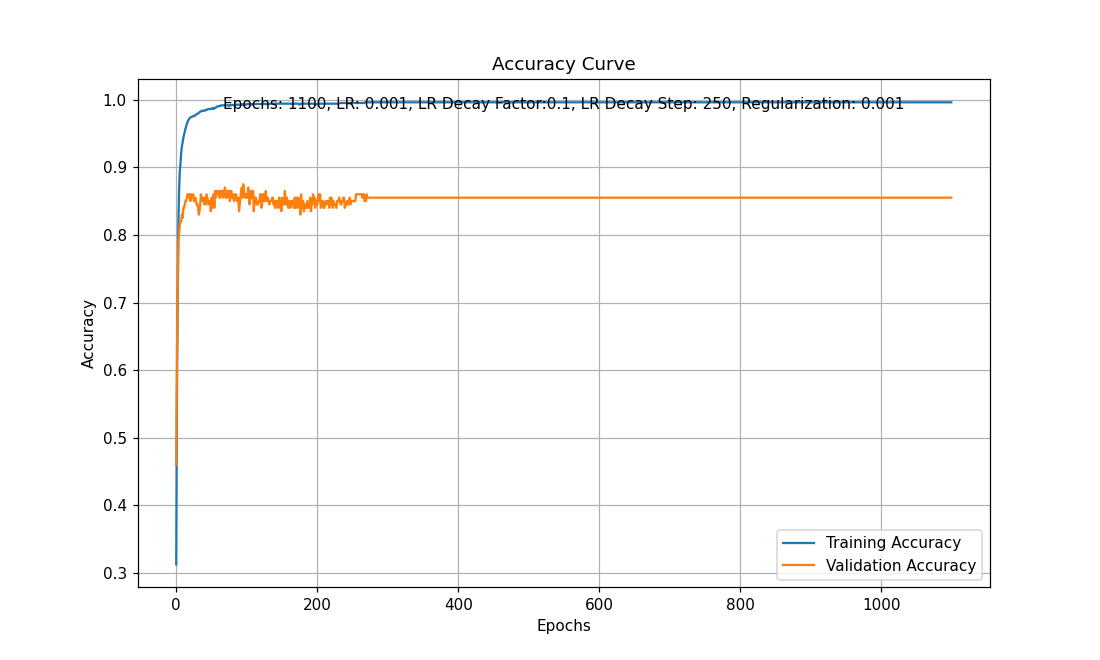 Accuracy Curve
Epochs: 1100, LR: 0.001, LR Decay Factor:0.1, LR Decay Step: 250, Regularization: 0.001
1.0
0.9
0.8
0.7
0.6
0.5
0.4
0.3
Accuracy
Training Accuracy
Validation Accuracy
0 200 400 600 800 1000
Epochs